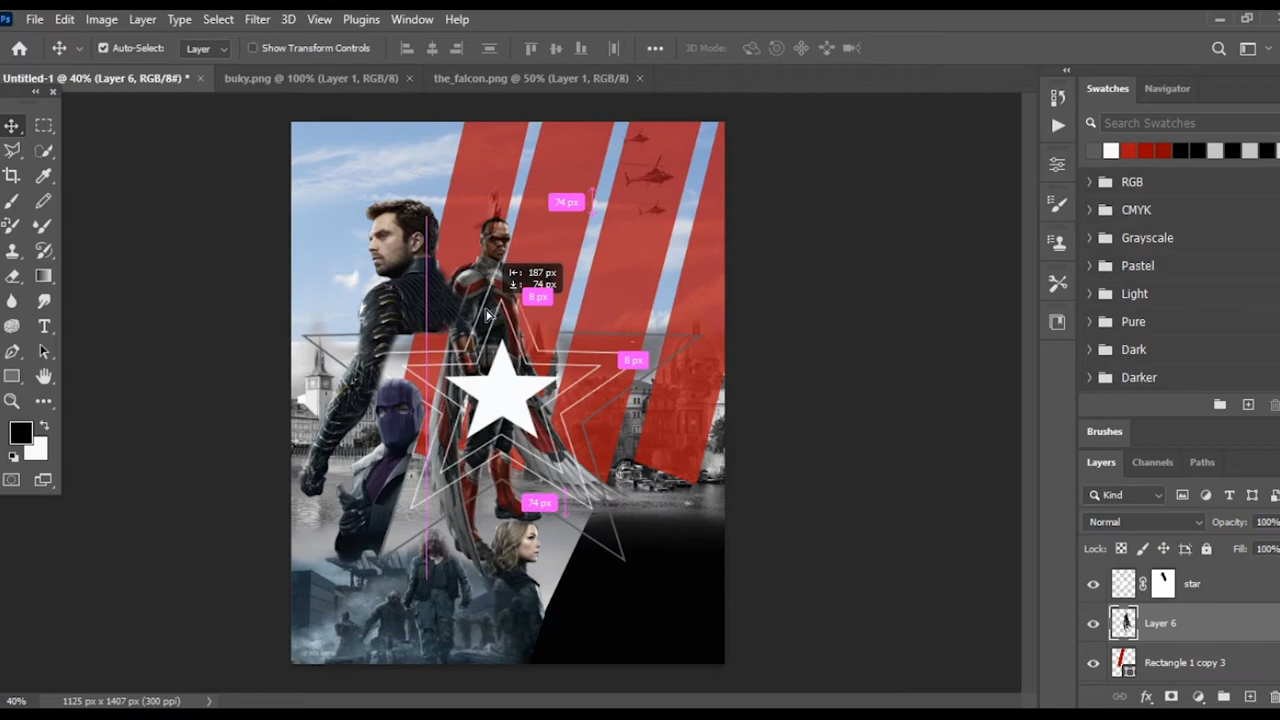 Ps File Edit Image Layer Type Select Filter 3D View Plugins Window Help
Auto-Select: Layer Show Transform Controls 3D Mode:
Untitled-1 @ 40% (Layer 6, RGB/8#) * buky.png @ 100% (Layer 1, RGB/8) the_falcon.png @ 50% (Layer 1, RGB/8)
Swatches Navigator
Search Swatches
RGB
CMYK
Grayscale
Pastel
Light
Pure
Dark
Darker
74 px
187 px
74 px
8 px
8 px
74 px
Brushes
Layers Channels Paths
Kind
Normal Opacity: 100%
Lock: Fill: 100%
star
Layer 6
Rectangle 1 copy 3
fx
40% 1125 px x 1407 px (300 ppi)